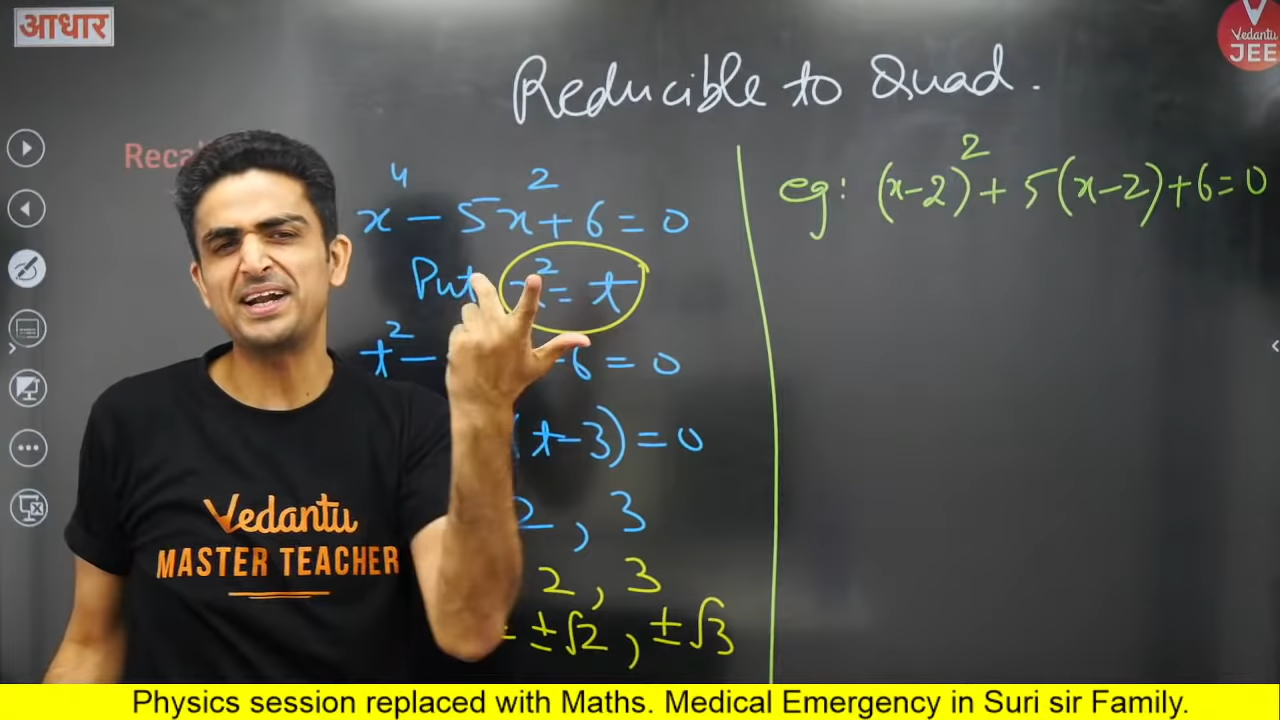 आधार
Vedantu
JEE
Reducible to Quad.
x⁴ - 5x² + 6 = 0
Put x² = t
t² - 6 = 0
(t-3) = 0
2, 3
2, 3
= ±√2, ±√3
eg: (x-2)² + 5(x-2) + 6 = 0
Vedantu
MASTER TEACHER
Physics session replaced with Maths. Medical Emergency in Suri sir Family.